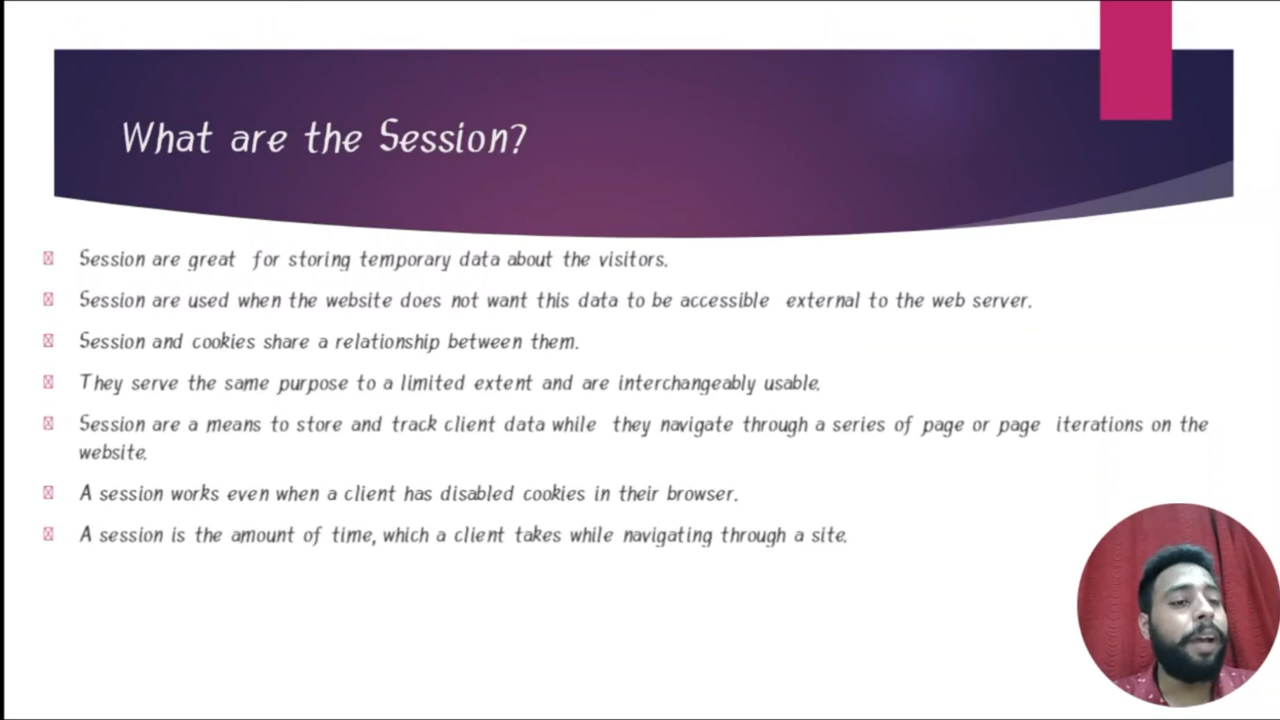 What are the Session?
Session are great for storing temporary data about the visitors.
Session are used when the website does not want this data to be accessible external to the web server.
Session and cookies share a relationship between them.
They serve the same purpose to a limited extent and are interchangeably usable.
Session are a means to store and track client data while they navigate through a series of page or page iterations on the
website.
A session works even when a client has disabled cookies in their browser.
A session is the amount of time, which a client takes while navigating through a site.